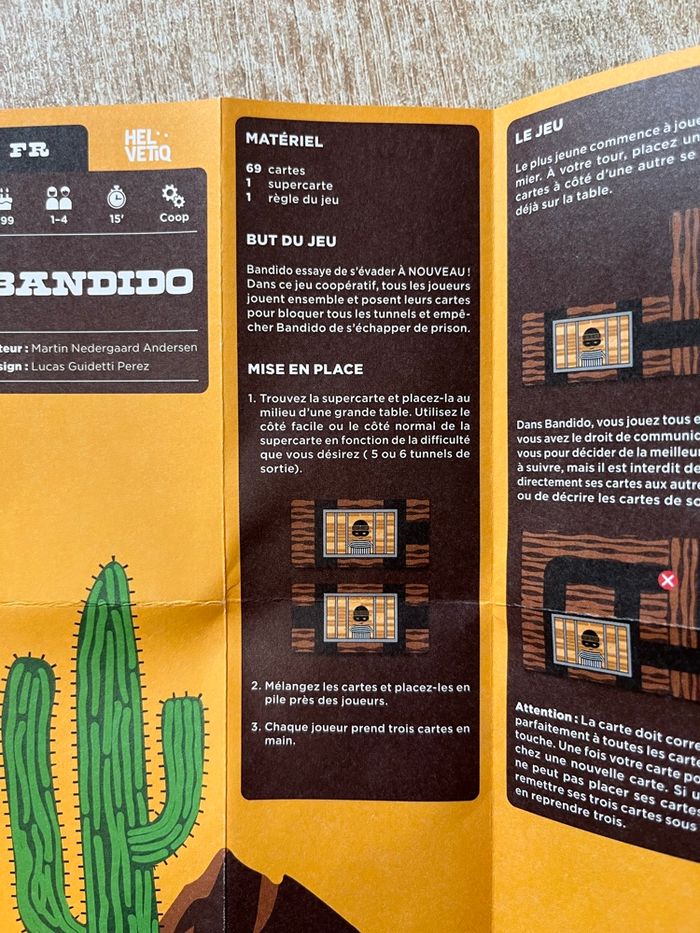 FR
HEL
VETIQ
99
1-4
15'
Coop
BANDIDO
teur : Martin Nedergaard Andersen
sign : Lucas Guidetti Perez
MATÉRIEL
69 cartes
1 supercarte
1 règle du jeu
BUT DU JEU
Bandido essaye de s'évader À NOUVEAU !
Dans ce jeu coopératif, tous les joueurs
jouent ensemble et posent leurs cartes
pour bloquer tous les tunnels et empê-
cher Bandido de s'échapper de prison.
MISE EN PLACE
1. Trouvez la supercarte et placez-la au
milieu d'une grande table. Utilisez le
côté facile ou le côté normal de la
supercarte en fonction de la difficulté
que vous désirez ( 5 ou 6 tunnels de
sortie).
2. Mélangez les cartes et placez-les en
pile près des joueurs.
3. Chaque joueur prend trois cartes en
main.
LE JEU
Le plus jeune commence à joue
mier. À votre tour, placez un
cartes à côté d'une autre se
déjà sur la table.
Dans Bandido, vous jouez tous e
vous avez le droit de communic
vous pour décider de la meilleu
à suivre, mais il est interdit de
directement ses cartes aux autre
ou de décrire les cartes de so
Attention : La carte doit corre
parfaitement à toutes les carte
touche. Une fois votre carte po
chez une nouvelle carte. Si u
ne peut pas placer ses cartes
remettre ses trois cartes sous
en reprendre trois.